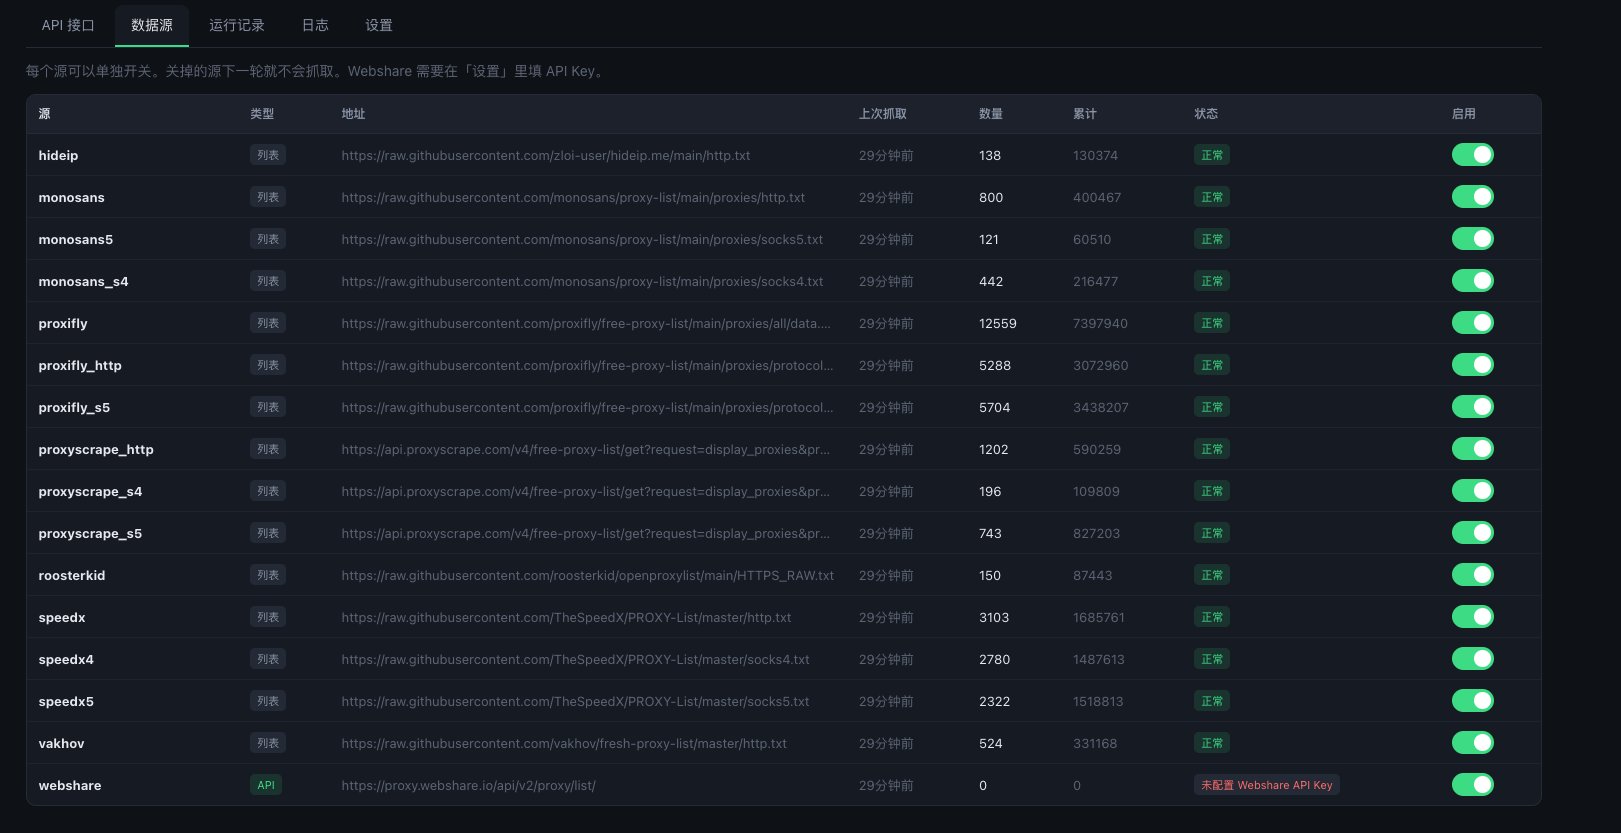 API 接口 数据源 运行记录 日志 设置
每个源可以单独开关。关掉的源下一轮就不会抓取。Webshare 需要在「设置」里填 API Key。
源 类型 地址 上次抓取 数量 累计 状态 启用
hideip 列表 https://raw.githubusercontent.com/zloi-user/hideip.me/main/http.txt 29分钟前 138 130374 正常
monosans 列表 https://raw.githubusercontent.com/monosans/proxy-list/main/proxies/http.txt 29分钟前 800 400467 正常
monosans5 列表 https://raw.githubusercontent.com/monosans/proxy-list/main/proxies/socks5.txt 29分钟前 121 60510 正常
monosans_s4 列表 https://raw.githubusercontent.com/monosans/proxy-list/main/proxies/socks4.txt 29分钟前 442 216477 正常
proxifly 列表 https://raw.githubusercontent.com/proxifly/free-proxy-list/main/proxies/all/data.... 29分钟前 12559 7397940 正常
proxifly_http 列表 https://raw.githubusercontent.com/proxifly/free-proxy-list/main/proxies/protocol... 29分钟前 5288 3072960 正常
proxifly_s5 列表 https://raw.githubusercontent.com/proxifly/free-proxy-list/main/proxies/protocol... 29分钟前 5704 3438207 正常
proxyscrape_http 列表 https://api.proxyscrape.com/v4/free-proxy-list/get?request=display_proxies&pr... 29分钟前 1202 590259 正常
proxyscrape_s4 列表 https://api.proxyscrape.com/v4/free-proxy-list/get?request=display_proxies&pr... 29分钟前 196 109809 正常
proxyscrape_s5 列表 https://api.proxyscrape.com/v4/free-proxy-list/get?request=display_proxies&pr... 29分钟前 743 827203 正常
roosterkid 列表 https://raw.githubusercontent.com/roosterkid/openproxylist/main/HTTPS_RAW.txt 29分钟前 150 87443 正常
speedx 列表 https://raw.githubusercontent.com/TheSpeedX/PROXY-List/master/http.txt 29分钟前 3103 1685761 正常
speedx4 列表 https://raw.githubusercontent.com/TheSpeedX/PROXY-List/master/socks4.txt 29分钟前 2780 1487613 正常
speedx5 列表 https://raw.githubusercontent.com/TheSpeedX/PROXY-List/master/socks5.txt 29分钟前 2322 1518813 正常
vakhov 列表 https://raw.githubusercontent.com/vakhov/fresh-proxy-list/master/http.txt 29分钟前 524 331168 正常
webshare API https://proxy.webshare.io/api/v2/proxy/list/ 29分钟前 0 0 未配置 Webshare API Key